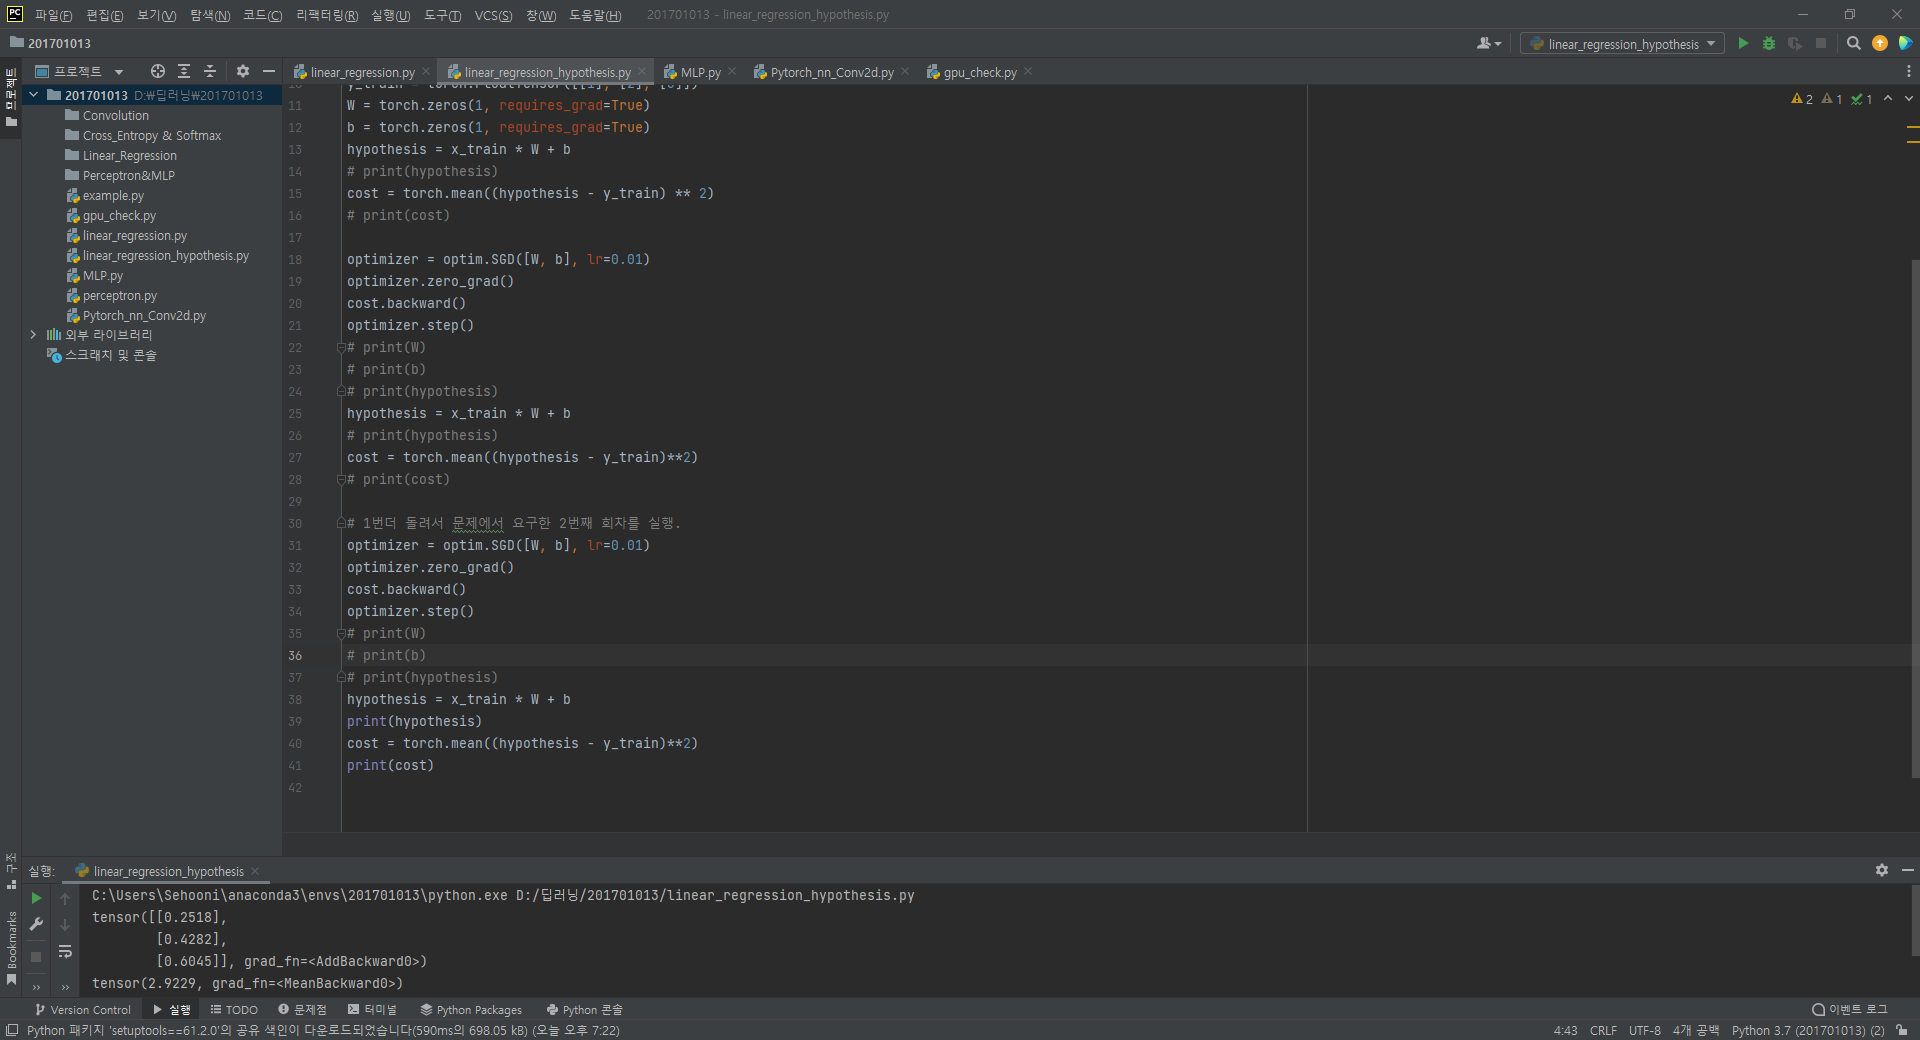 PC 파일(F) 편집(E) 보기(V) 탐색(N) 코드(C) 리팩터링(R) 실행(U) 도구(T) VCS(S) 창(W) 도움말(H) 201701013 - linear_regression_hypothesis.py
201701013
linear_regression_hypothesis
프로젝트
프로젝트
linear_regression.py
linear_regression_hypothesis.py
MLP.py
Pytorch_nn_Conv2d.py
gpu_check.py
201701013 D:₩딥러닝₩201701013
Convolution
Cross_Entropy & Softmax
Linear_Regression
Perceptron&MLP
example.py
gpu_check.py
linear_regression.py
linear_regression_hypothesis.py
MLP.py
perceptron.py
Pytorch_nn_Conv2d.py
외부 라이브러리
스크래치 및 콘솔
2 1 1
11 W = torch.zeros(1, requires_grad=True)
12 b = torch.zeros(1, requires_grad=True)
13 hypothesis = x_train * W + b
14 # print(hypothesis)
15 cost = torch.mean((hypothesis - y_train) ** 2)
16 # print(cost)
17
18 optimizer = optim.SGD([W, b], lr=0.01)
19 optimizer.zero_grad()
20 cost.backward()
21 optimizer.step()
22 # print(W)
23 # print(b)
24 # print(hypothesis)
25 hypothesis = x_train * W + b
26 # print(hypothesis)
27 cost = torch.mean((hypothesis - y_train)**2)
28 # print(cost)
29
30 # 1번더 돌려서 문제에서 요구한 2번째 회차를 실행.
31 optimizer = optim.SGD([W, b], lr=0.01)
32 optimizer.zero_grad()
33 cost.backward()
34 optimizer.step()
35 # print(W)
36 # print(b)
37 # print(hypothesis)
38 hypothesis = x_train * W + b
39 print(hypothesis)
40 cost = torch.mean((hypothesis - y_train)**2)
41 print(cost)
42
구조
Bookmarks
실행: linear_regression_hypothesis
C:\Users\Sehooni\anaconda3\envs\201701013\python.exe D:/딥러닝/201701013/linear_regression_hypothesis.py
tensor([[0.2518],
[0.4282],
[0.6045]], grad_fn=<AddBackward0>)
tensor(2.9229, grad_fn=<MeanBackward0>)
Version Control 실행 TODO 문제점 터미널 Python Packages Python 콘솔 이벤트 로그
Python 패키지 'setuptools==61.2.0'의 공유 색인이 다운로드되었습니다(590ms의 698.05 kB) (오늘 오후 7:22) 4:43 CRLF UTF-8 4개 공백 Python 3.7 (201701013) (2)